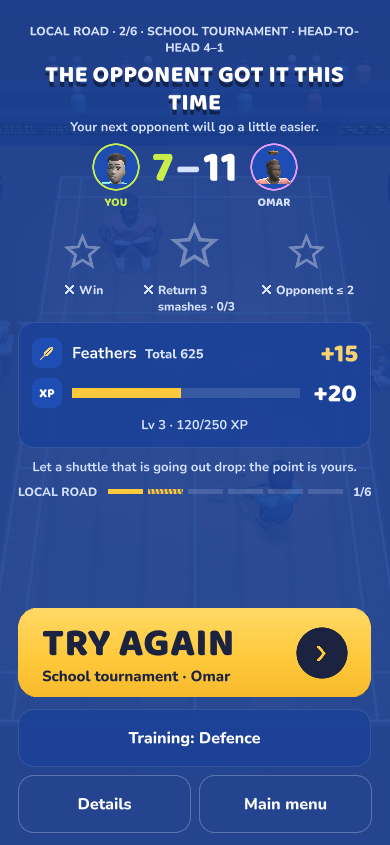 LOCAL ROAD · 2/6 · SCHOOL TOURNAMENT · HEAD-TO-
HEAD 4–1
THE OPPONENT GOT IT THIS
TIME
Your next opponent will go a little easier.
7–11
YOU
OMAR
✕ Win
✕ Return 3
smashes · 0/3
✕ Opponent ≤ 2
Feathers Total 625 +15
XP +20
Lv 3 · 120/250 XP
Let a shuttle that is going out drop: the point is yours.
LOCAL ROAD 1/6
TRY AGAIN
School tournament · Omar
Training: Defence
Details
Main menu